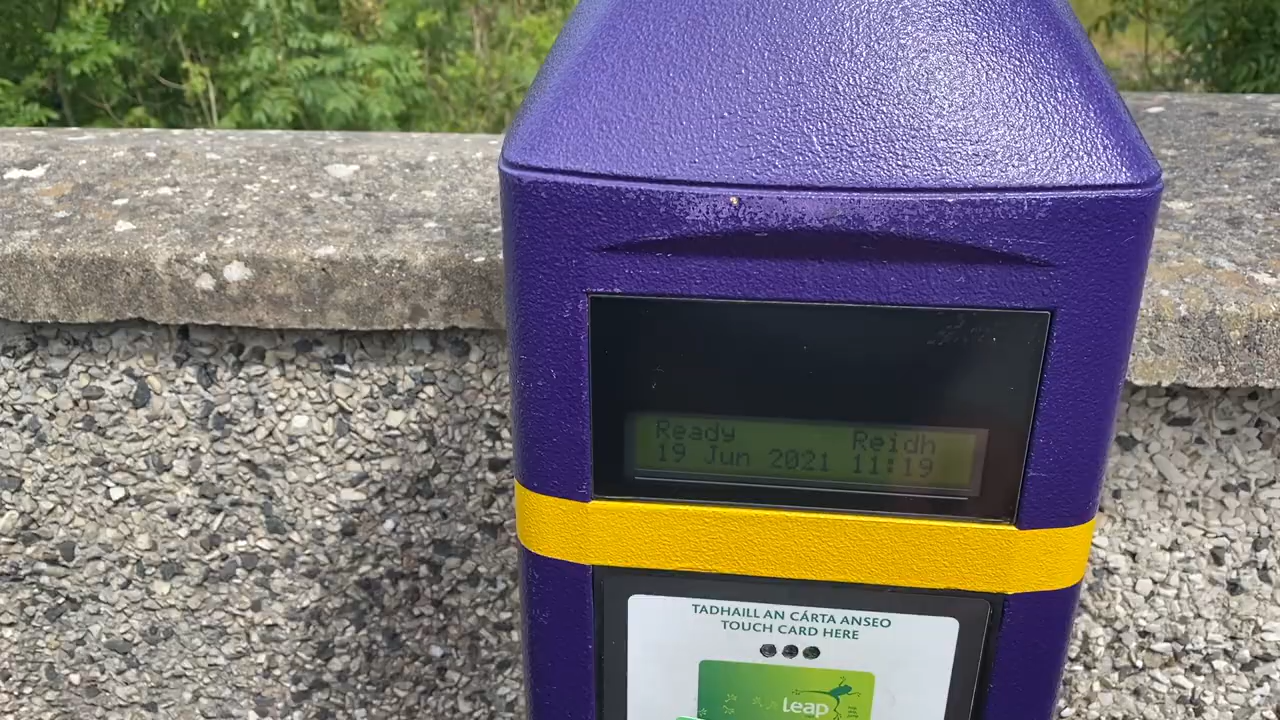 Ready Reidh
19 Jun 2021 11:19
TADHAILL AN CÁRTA ANSEO
TOUCH CARD HERE
Leap